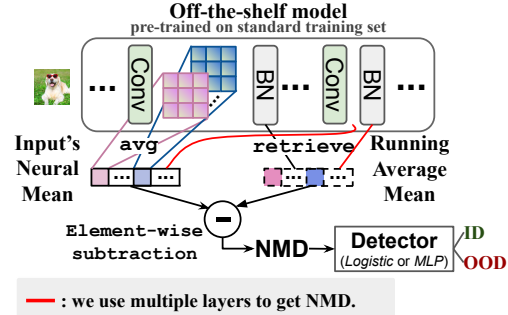 Off-the-shelf model
pre-trained on standard training set
... Conv ... BN ... Conv BN ...
Input's Neural Mean
avg
retrieve
Running Average Mean
... ... ... ...
Element-wise subtraction
−
NMD
Detector
(Logistic or MLP)
ID
OOD
: we use multiple layers to get NMD.